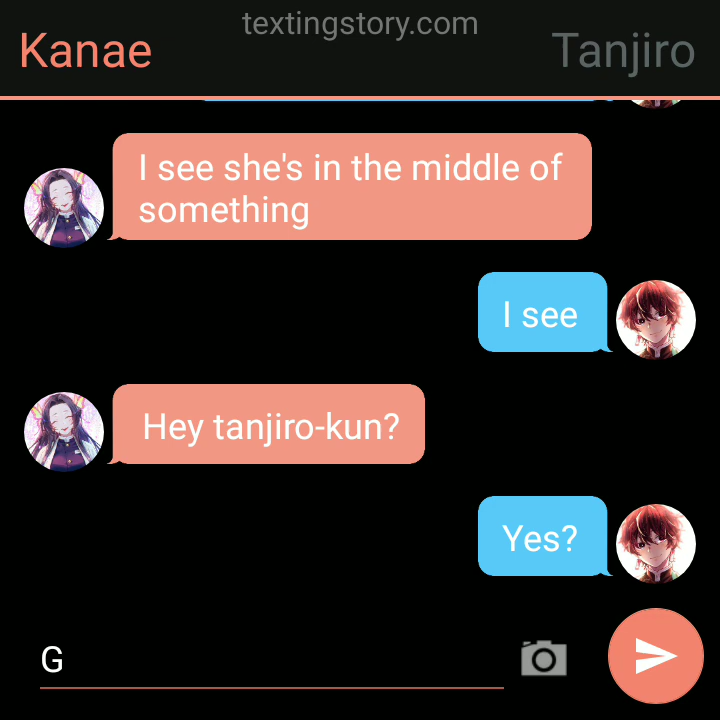 textingstory.com
Kanae
Tanjiro
I see she's in the middle of
something
I see
Hey tanjiro-kun?
Yes?
G